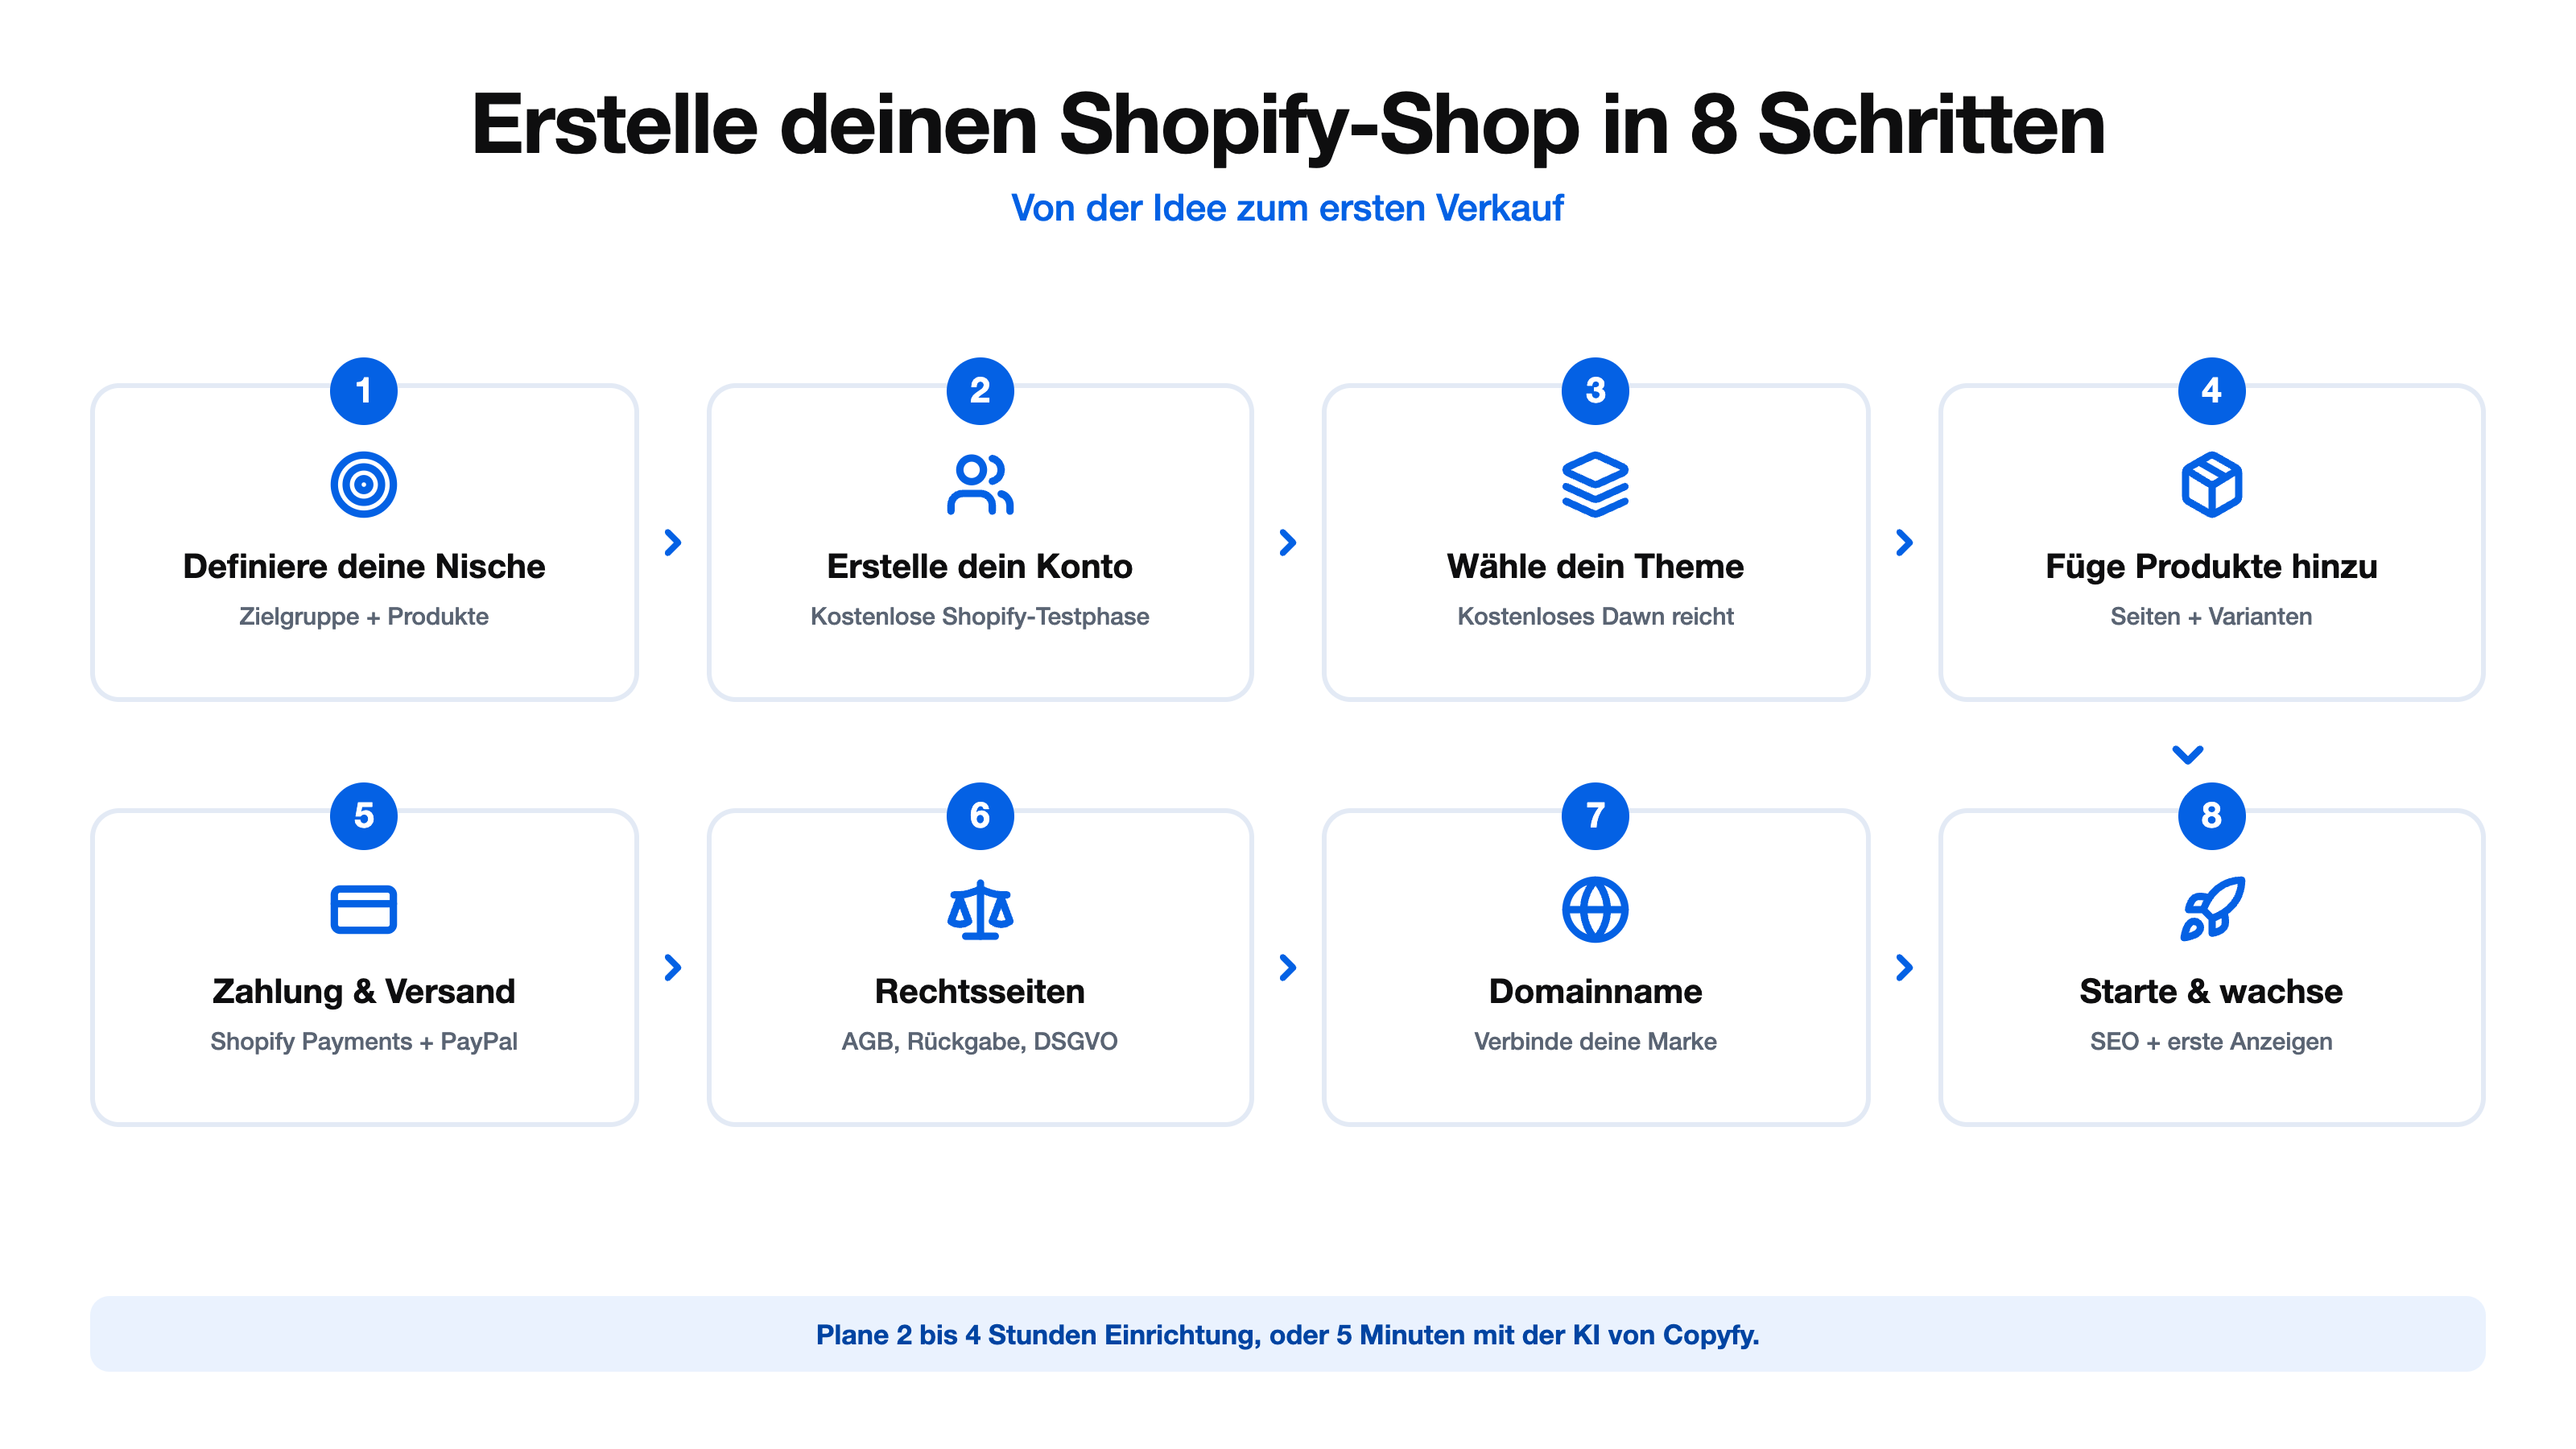 Erstelle deinen Shopify-Shop in 8 Schritten
Von der Idee zum ersten Verkauf
1
Definiere deine Nische
Zielgruppe + Produkte
2
Erstelle dein Konto
Kostenlose Shopify-Testphase
3
Wähle dein Theme
Kostenloses Dawn reicht
4
Füge Produkte hinzu
Seiten + Varianten
5
Zahlung & Versand
Shopify Payments + PayPal
6
Rechtsseiten
AGB, Rückgabe, DSGVO
7
Domainname
Verbinde deine Marke
8
Starte & wachse
SEO + erste Anzeigen
Plane 2 bis 4 Stunden Einrichtung, oder 5 Minuten mit der KI von Copyfy.